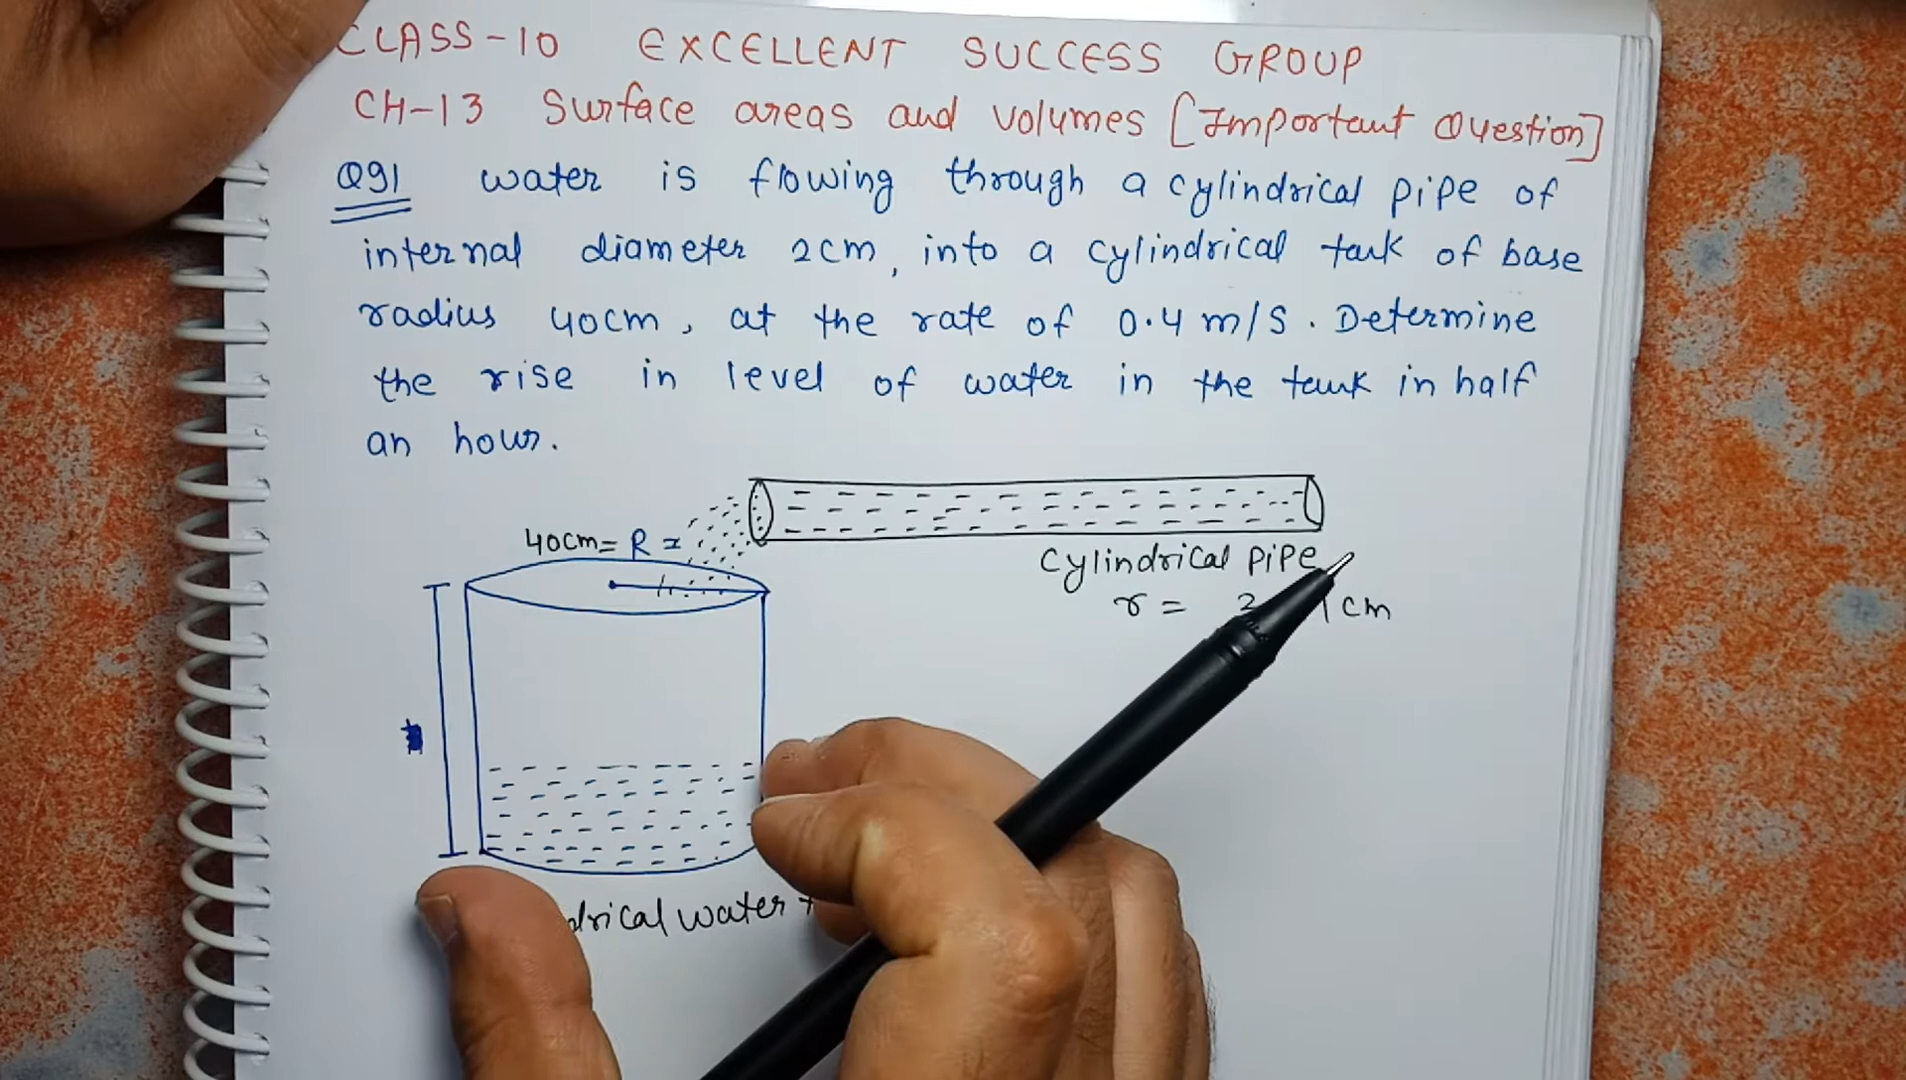 CLASS-10 EXCELLENT SUCCESS GROUP
CH-13 Surface areas and volumes [Important Question]
Q91 water is flowing through a cylindrical pipe of
internal diameter 2cm, into a cylindrical tank of base
radius 40cm, at the rate of 0.4 m/s. Determine
the rise in level of water in the tank in half
an hour.
40cm = R =
cylindrical pipe
r = 2 1 cm
drical water